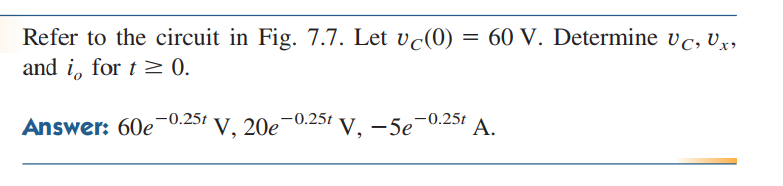 Refer to the circuit in Fig. 7.7. Let v_C(0) = 60 V. Determine v_C, v_x,
and i_o for t ≥ 0.
Answer: 60e^{−0.25t} V, 20e^{−0.25t} V, −5e^{−0.25t} A.